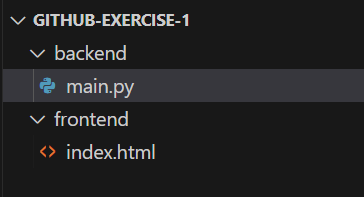 GITHUB-EXERCISE-1
backend
main.py
frontend
index.html